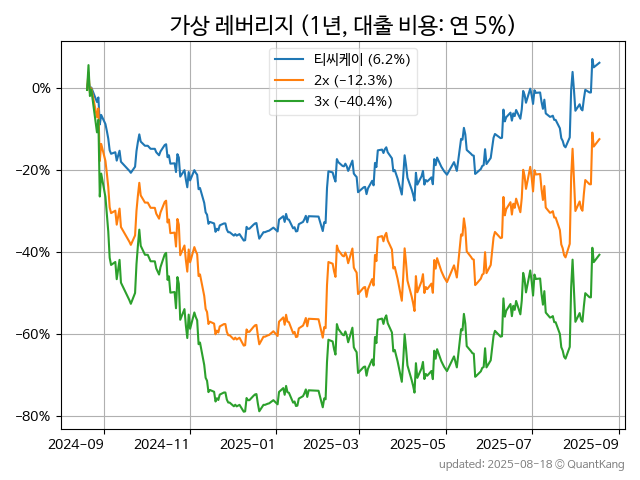 가상 레버리지 (1년, 대출 비용: 연 5%)
티씨케이 (6.2%)
2x (−12.3%)
3x (−40.4%)
0%
−20%
−40%
−60%
−80%
2024-09 2024-11 2025-01 2025-03 2025-05 2025-07 2025-09
updated: 2025-08-18 © QuantKang